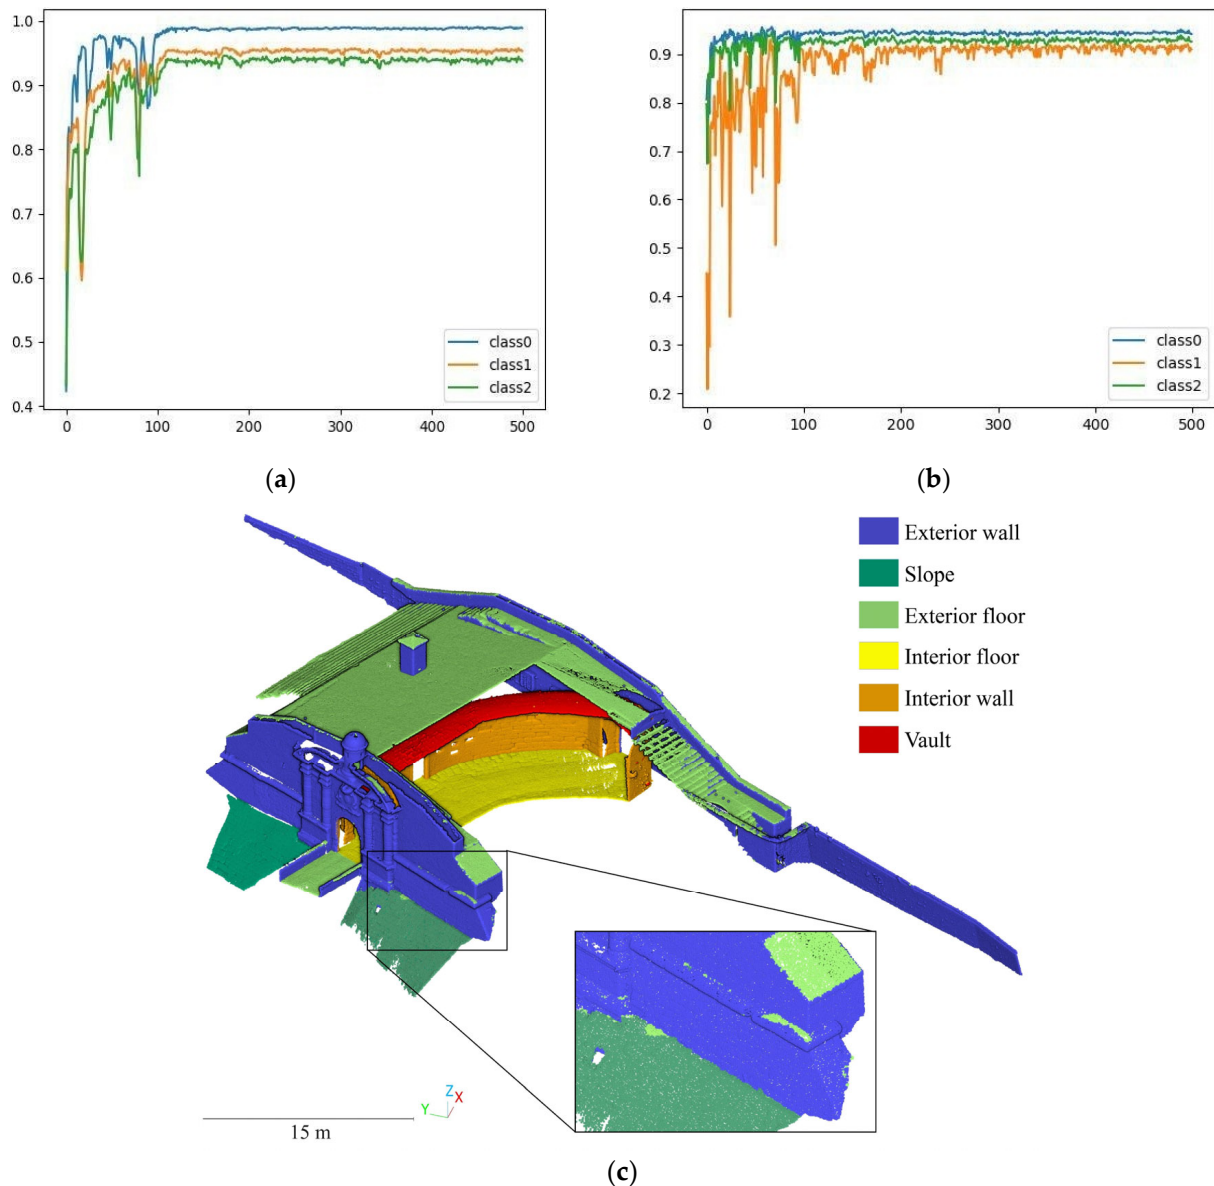 1.0
0.9
0.8
0.7
0.6
0.5
0.4
0 100 200 300 400 500
class0
class1
class2
(a)
0.9
0.8
0.7
0.6
0.5
0.4
0.3
0.2
0 100 200 300 400 500
class0
class1
class2
(b)
Exterior wall
Slope
Exterior floor
Interior floor
Interior wall
Vault
Z
X
Y
15 m
(c)